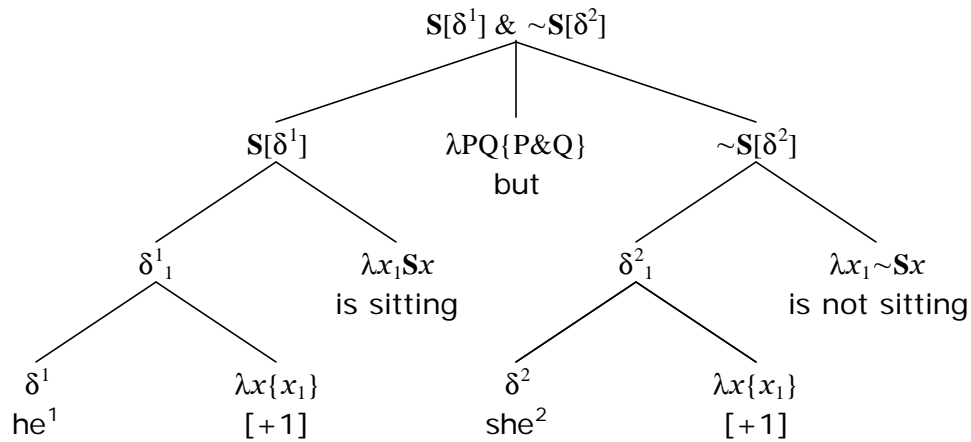 S[δ¹] & ~S[δ²]
S[δ¹] λPQ{P&Q} ~S[δ²]
but
δ¹₁ λx₁Sx δ²₁ λx₁~Sx
is sitting is not sitting
δ¹ λx{x₁} δ² λx{x₁}
he¹ [+1] she² [+1]